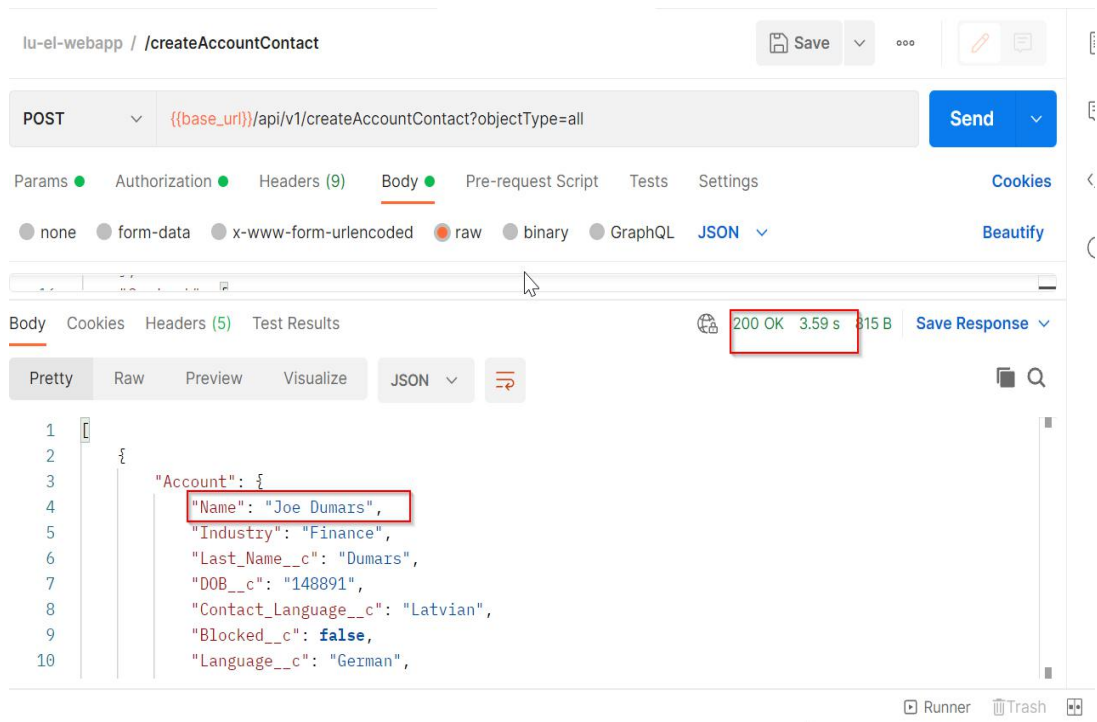 lu-el-webapp / /createAccountContact
Save
POST {{base_url}}/api/v1/createAccountContact?objectType=all Send
Params Authorization Headers (9) Body Pre-request Script Tests Settings Cookies
none form-data x-www-form-urlencoded raw binary GraphQL JSON Beautify
Body Cookies Headers (5) Test Results 200 OK 3.59 s 815 B Save Response
Pretty Raw Preview Visualize JSON
1 [
2 {
3 "Account": {
4 "Name": "Joe Dumars",
5 "Industry": "Finance",
6 "Last_Name__c": "Dumars",
7 "DOB__c": "148891",
8 "Contact_Language__c": "Latvian",
9 "Blocked__c": false,
10 "Language__c": "German",
Runner Trash